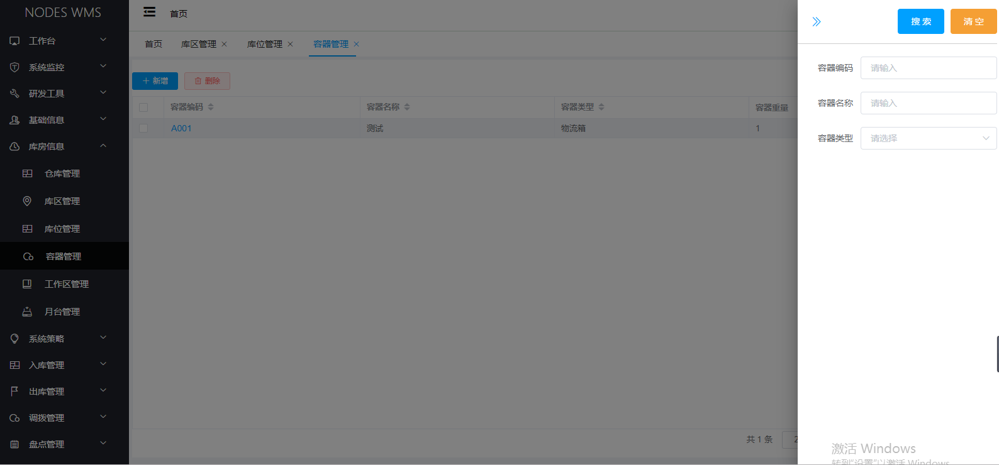 NODES WMS
首页
搜 索
清 空
工作台
系统监控
研发工具
基础信息
库房信息
仓库管理
库区管理
库位管理
容器管理
工作区管理
月台管理
系统策略
入库管理
出库管理
调拨管理
盘点管理
首页 库区管理 库位管理 容器管理
新增 删除
容器编码 容器名称 容器类型 容器重量
A001 测试 物流箱 1
共 1 条 2
容器编码 请输入
容器名称 请输入
容器类型 请选择
激活 Windows
转到“设置”以激活 Windows